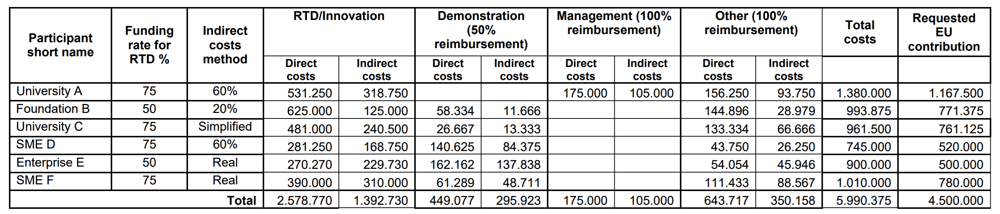 Participant short name | Funding rate for RTD % | Indirect costs method | RTD/Innovation | Demonstration (50% reimbursement) | Management (100% reimbursement) | Other (100% reimbursement) | Total costs | Requested EU contribution
Direct costs | Indirect costs | Direct costs | Indirect costs | Direct costs | Indirect costs | Direct costs | Indirect costs
University A | 75 | 60% | 531.250 | 318.750 | | | 175.000 | 105.000 | 156.250 | 93.750 | 1.380.000 | 1.167.500
Foundation B | 50 | 20% | 625.000 | 125.000 | 58.334 | 11.666 | | | 144.896 | 28.979 | 993.875 | 771.375
University C | 75 | Simplified | 481.000 | 240.500 | 26.667 | 13.333 | | | 133.334 | 66.666 | 961.500 | 761.125
SME D | 75 | 60% | 281.250 | 168.750 | 140.625 | 84.375 | | | 43.750 | 26.250 | 745.000 | 520.000
Enterprise E | 50 | Real | 270.270 | 229.730 | 162.162 | 137.838 | | | 54.054 | 45.946 | 900.000 | 500.000
SME F | 75 | Real | 390.000 | 310.000 | 61.289 | 48.711 | | | 111.433 | 88.567 | 1.010.000 | 780.000
Total | 2.578.770 | 1.392.730 | 449.077 | 295.923 | 175.000 | 105.000 | 643.717 | 350.158 | 5.990.375 | 4.500.000